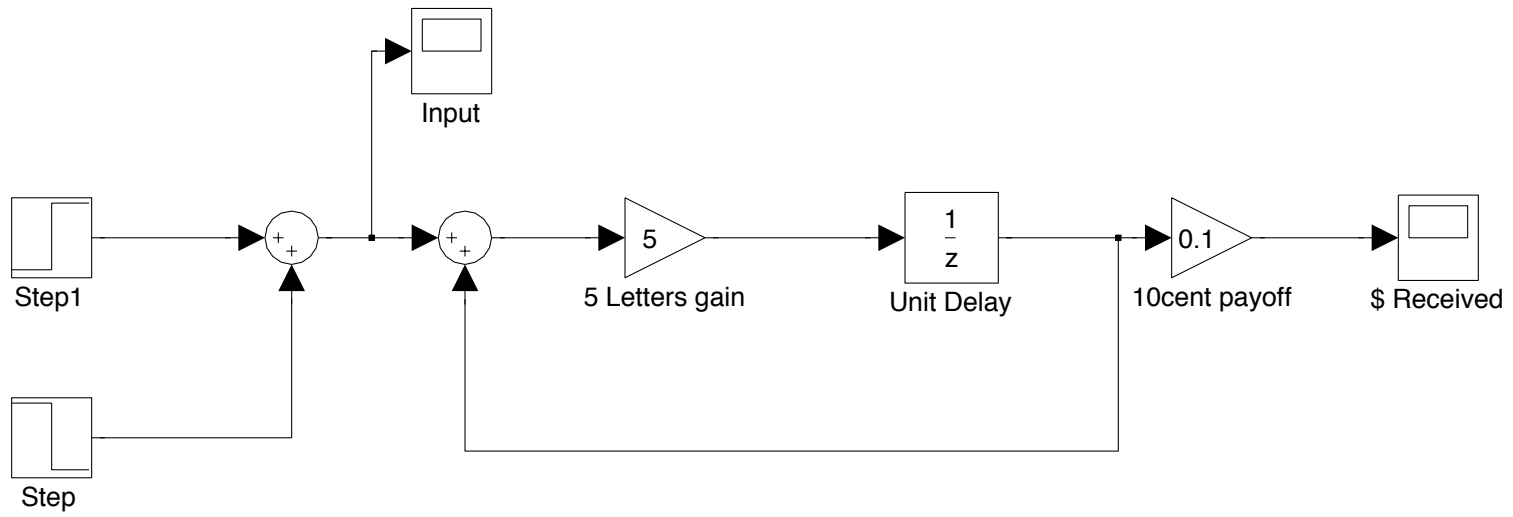 Input
+
+
Step1
+
+
5
5 Letters gain
1
z
Unit Delay
0.1
10cent payoff
$ Received
Step